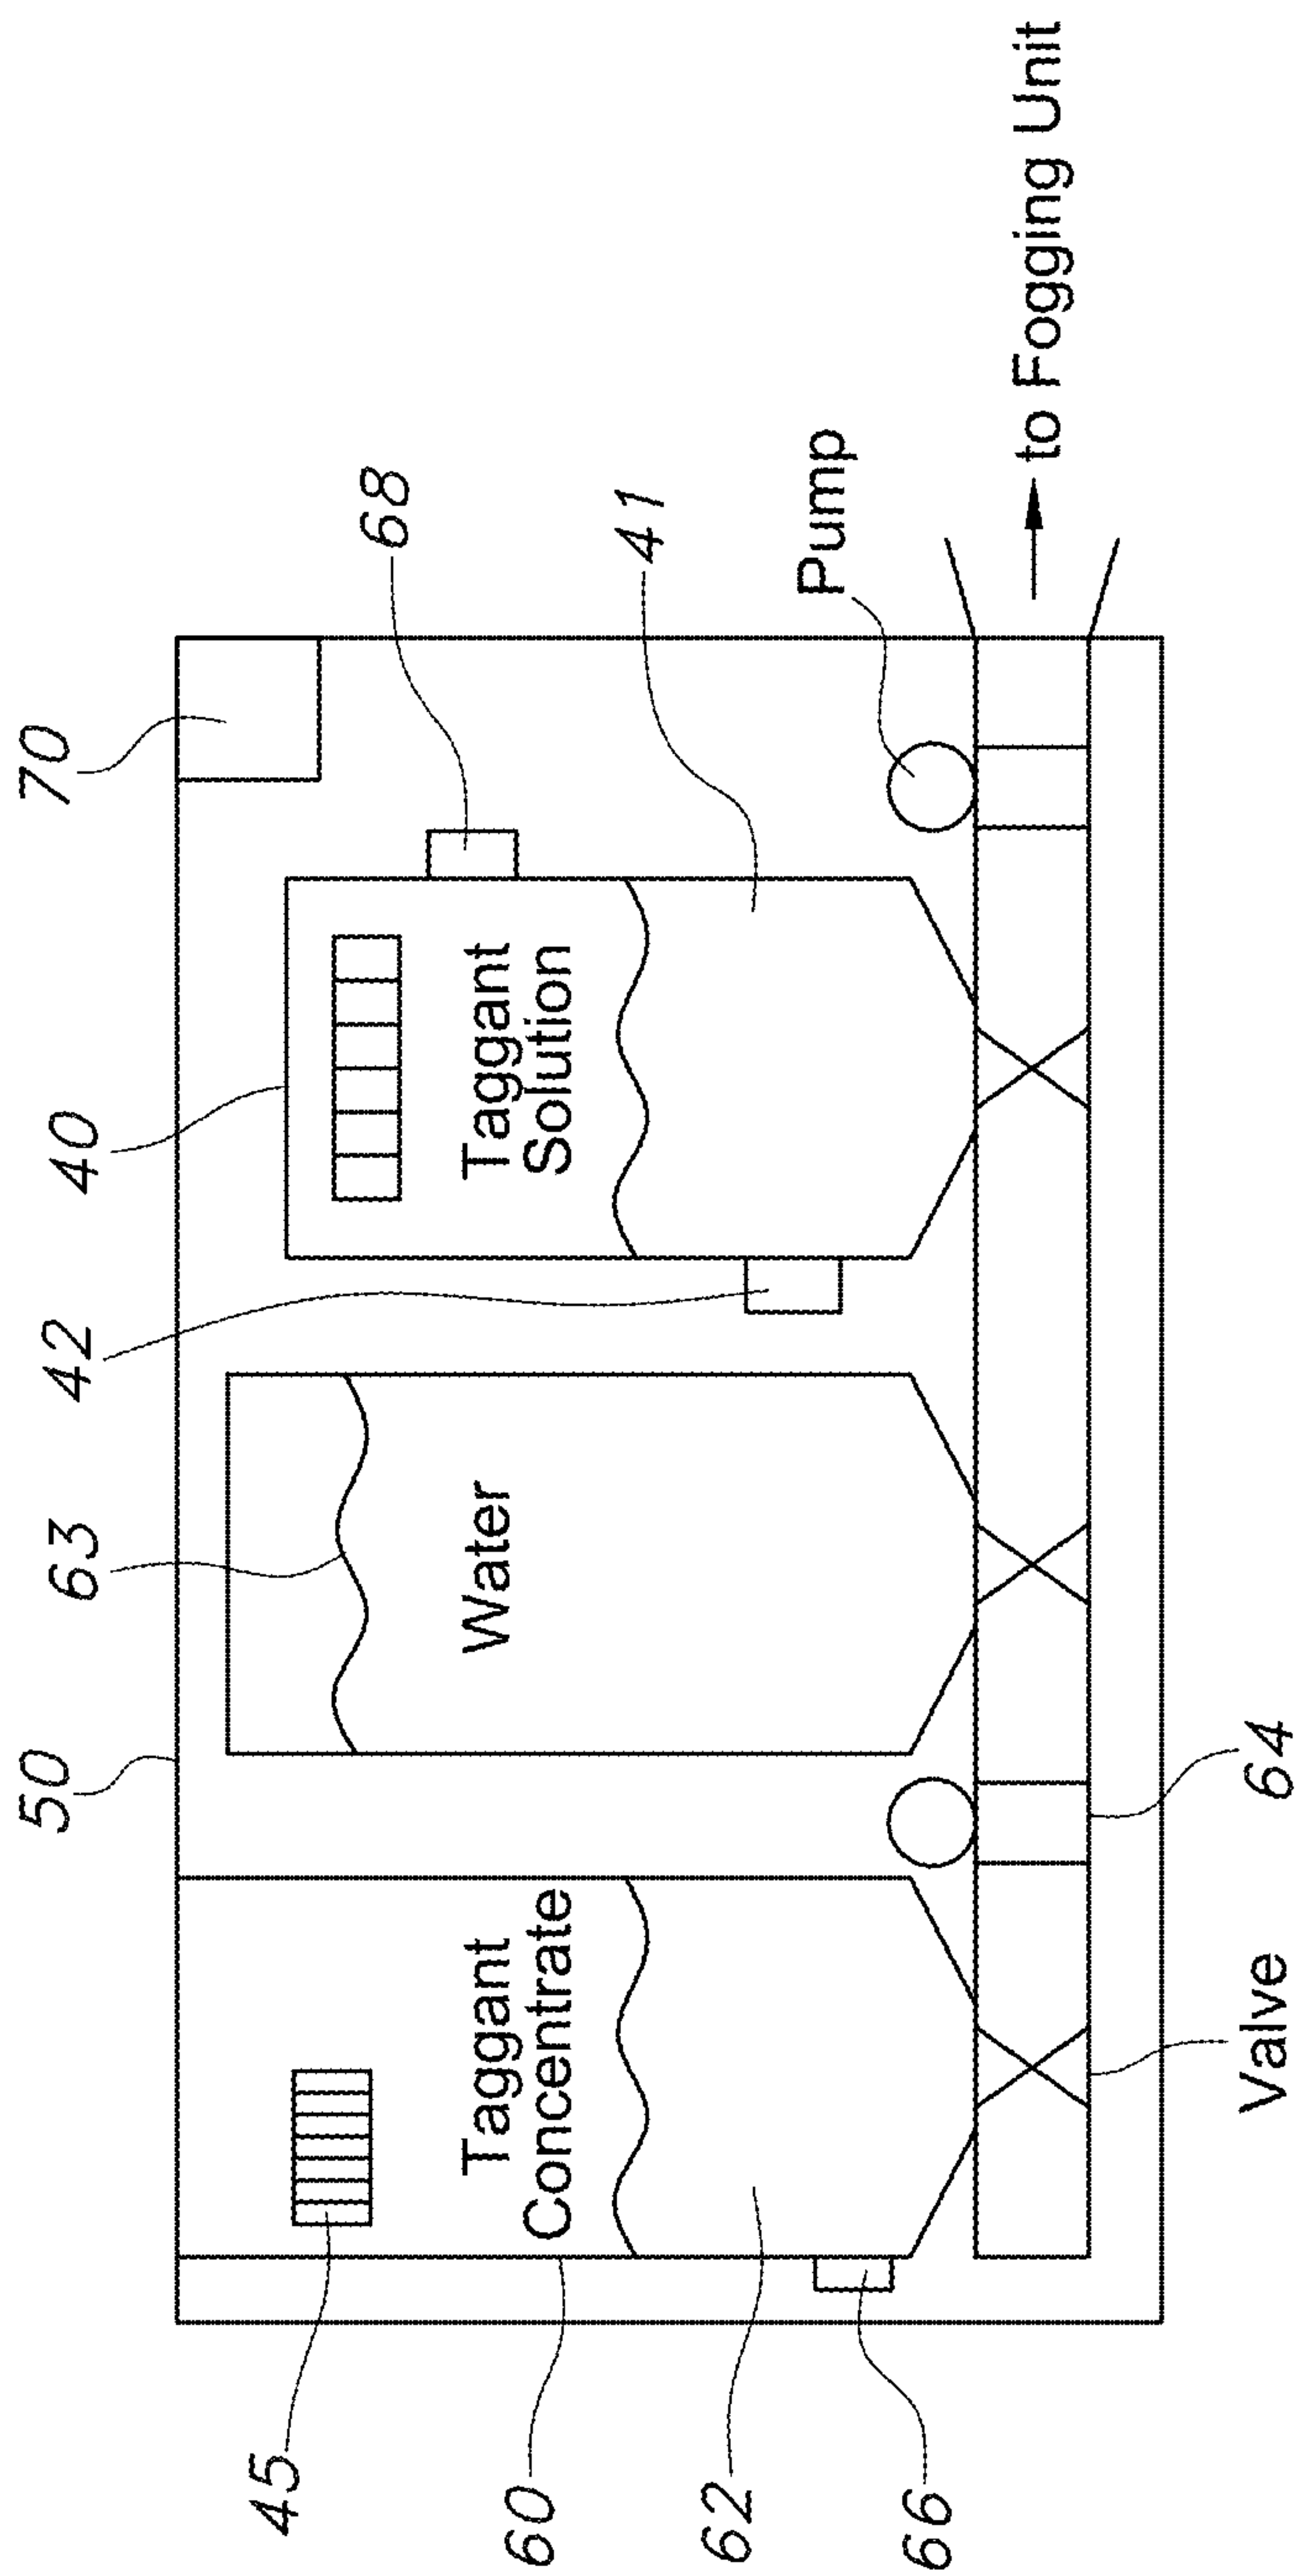 50
63
42
40
70
45
68
Taggant
Concentrate
Water
Taggant
Solution
60
41
62
Pump
66
to Fogging Unit
Valve
64